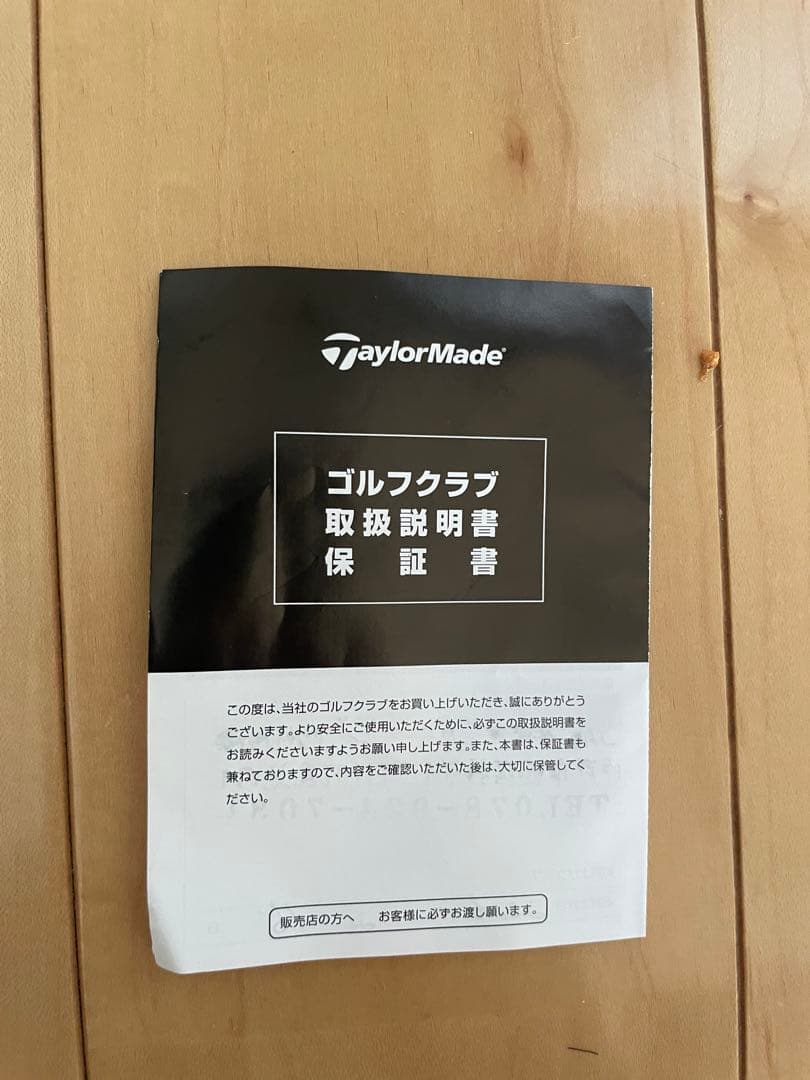 TaylorMade
ゴルフクラブ
取扱説明書
保証書
この度は、当社のゴルフクラブをお買い上げいただき、誠にありがとう
ございます。より安全にご使用いただくために、必ずこの取扱説明書を
お読みくださいますようお願い申し上げます。また、本書は、保証書も
兼ねておりますので、内容をご確認いただいた後は、大切に保管してく
ださい。
販売店の方へ　お客様に必ずお渡し願います。